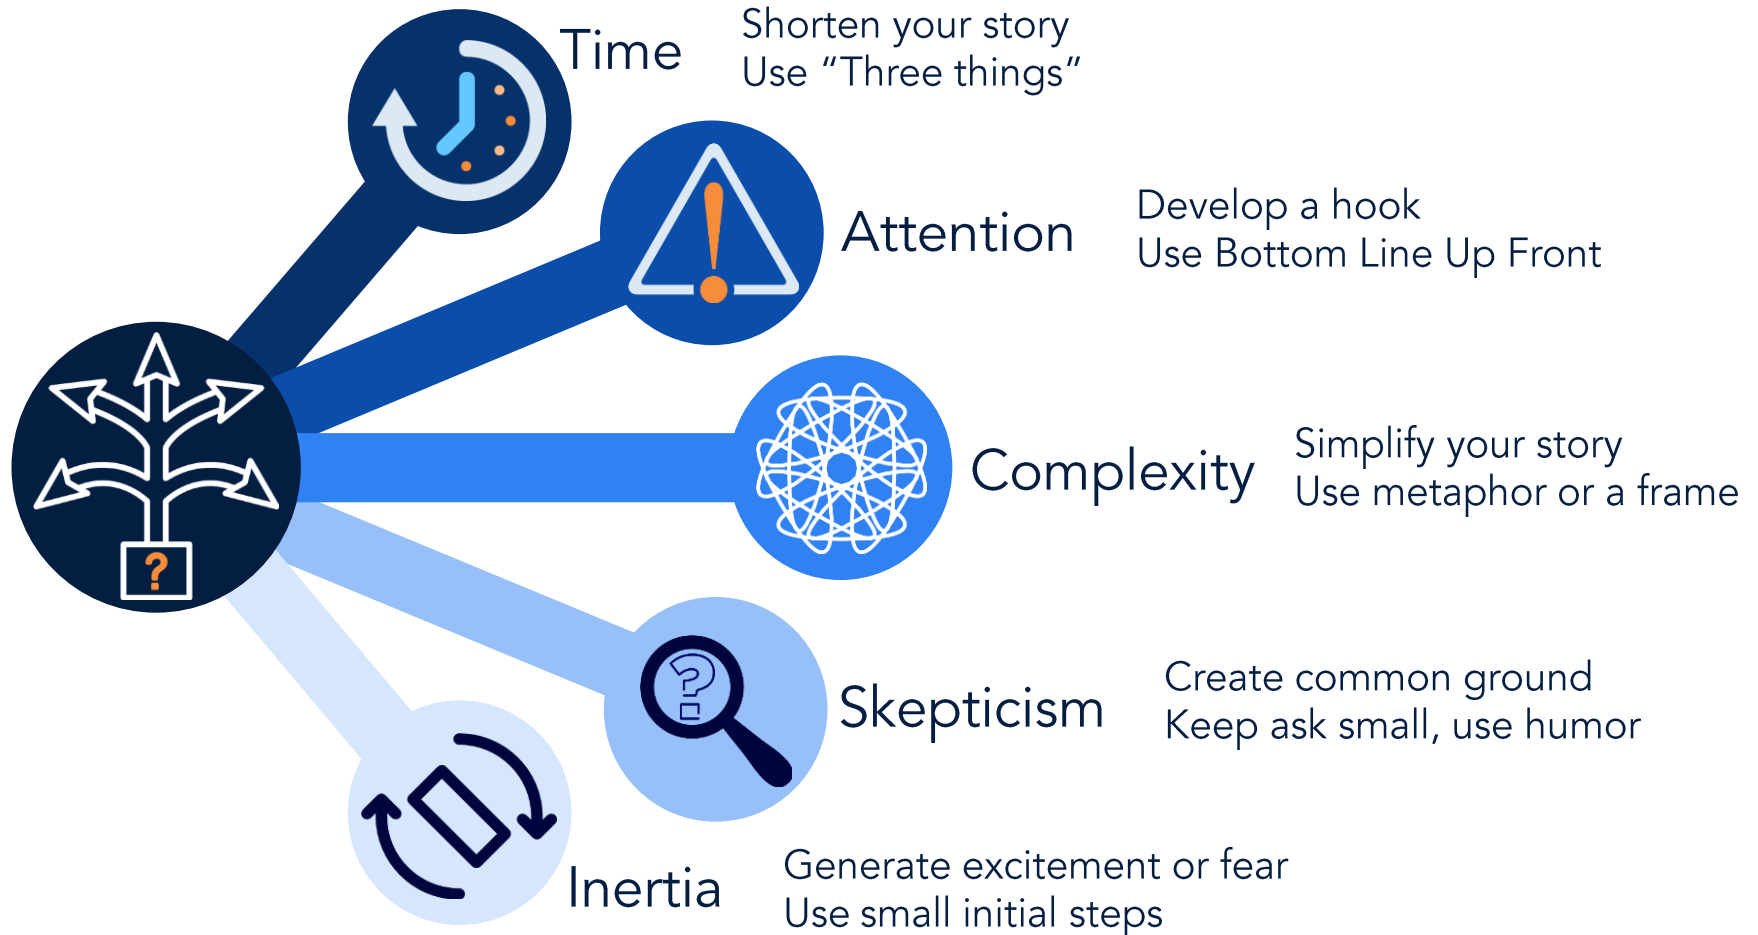 Time
Shorten your story
Use “Three things”
Attention
Develop a hook
Use Bottom Line Up Front
Complexity
Simplify your story
Use metaphor or a frame
?
?
Skepticism
Create common ground
Keep ask small, use humor
Inertia
Generate excitement or fear
Use small initial steps